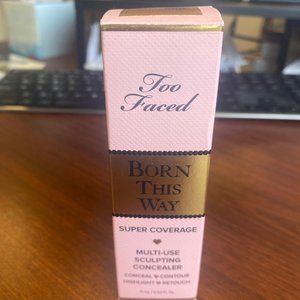 Too
Faced
BORN
THIS
WAY
SUPER COVERAGE
MULTI-USE
SCULPTING
CONCEALER
CONCEAL CONTOUR
HIGHLIGHT RETOUCH